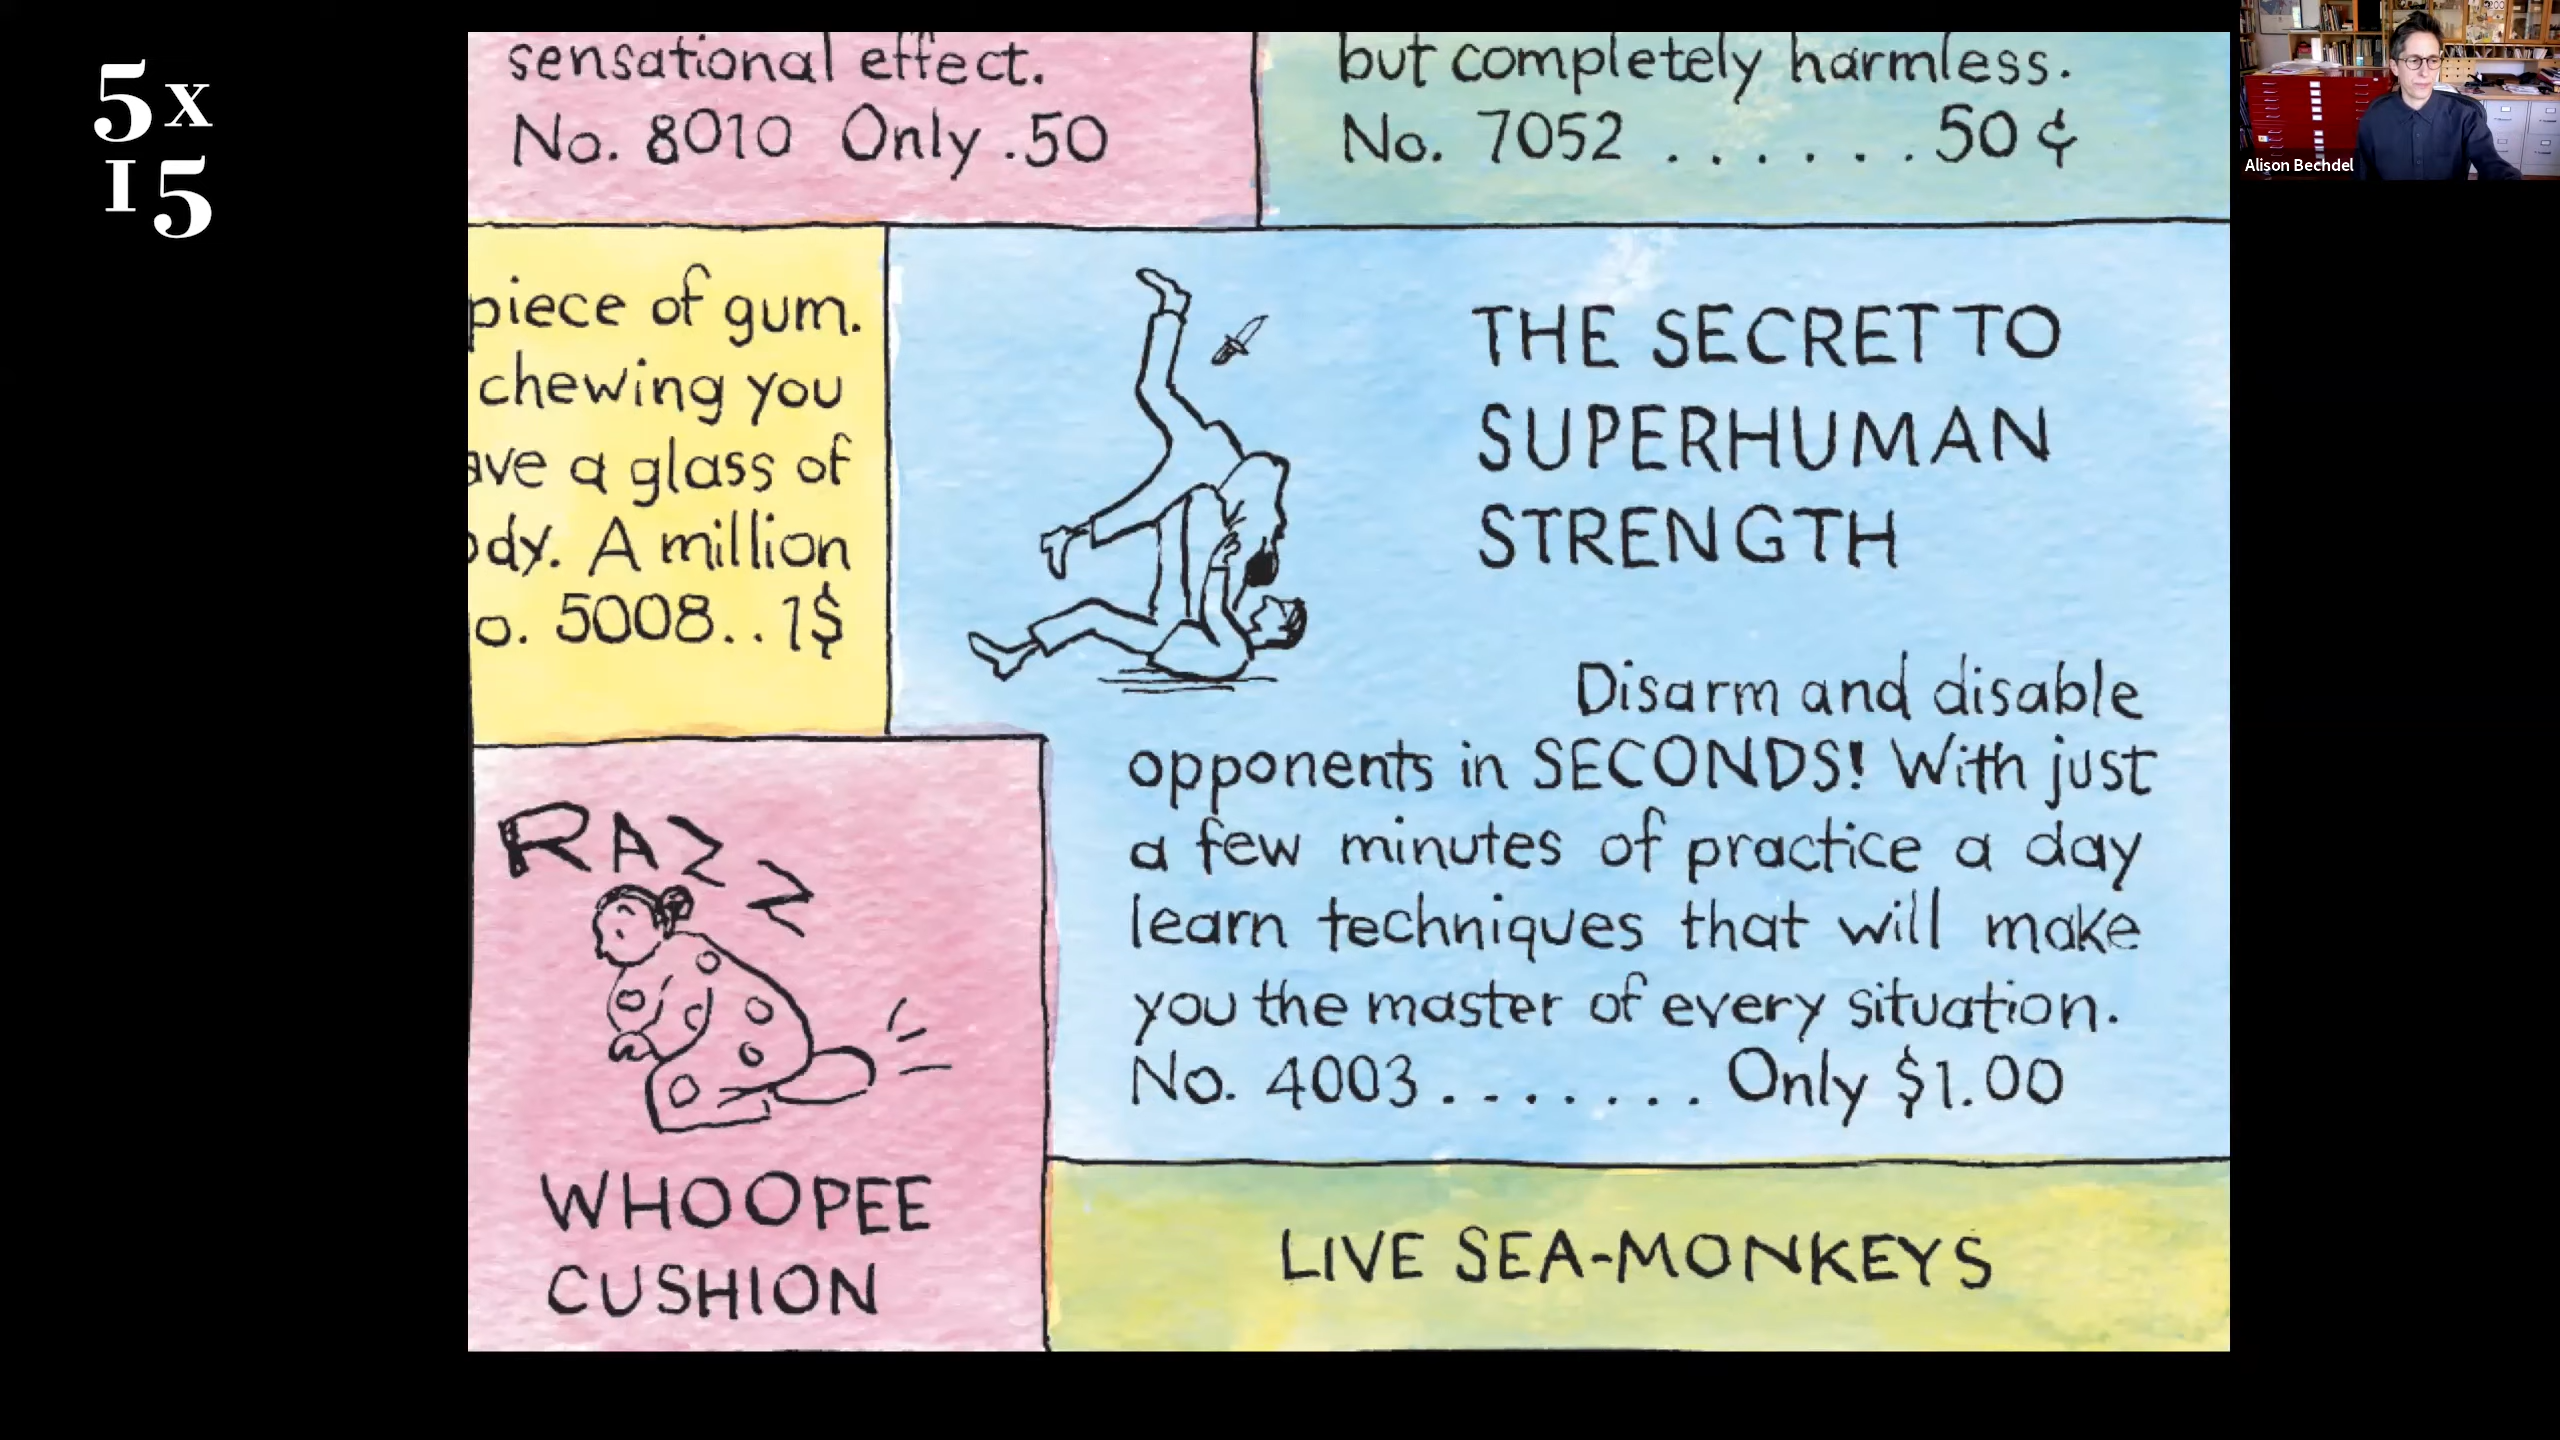 5x
15
sensational effect.
No. 8010 Only .50
but completely harmless.
No. 7052 . . . . . . . 50 ¢
Alison Bechdel
piece of gum.
chewing you
a glass of
A million
5008. . 1$
THE SECRET TO
SUPERHUMAN
STRENGTH
Disarm and disable
opponents in SECONDS! With just
a few minutes of practice a day
learn techniques that will make
you the master of every situation.
No. 4003 . . . . . . . Only $1.00
RAZZ
WHOOPEE
CUSHION
LIVE SEA-MONKEYS